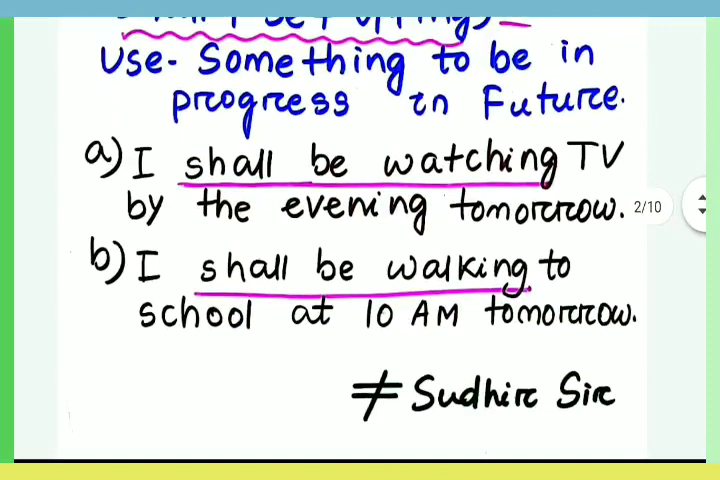 Use- Something to be in
progress in Future.
a) I shall be watching TV
by the evening tomorrow.
2/10
b) I shall be walking to
school at 10 AM tomorrow.
≠ Sudhir Sir